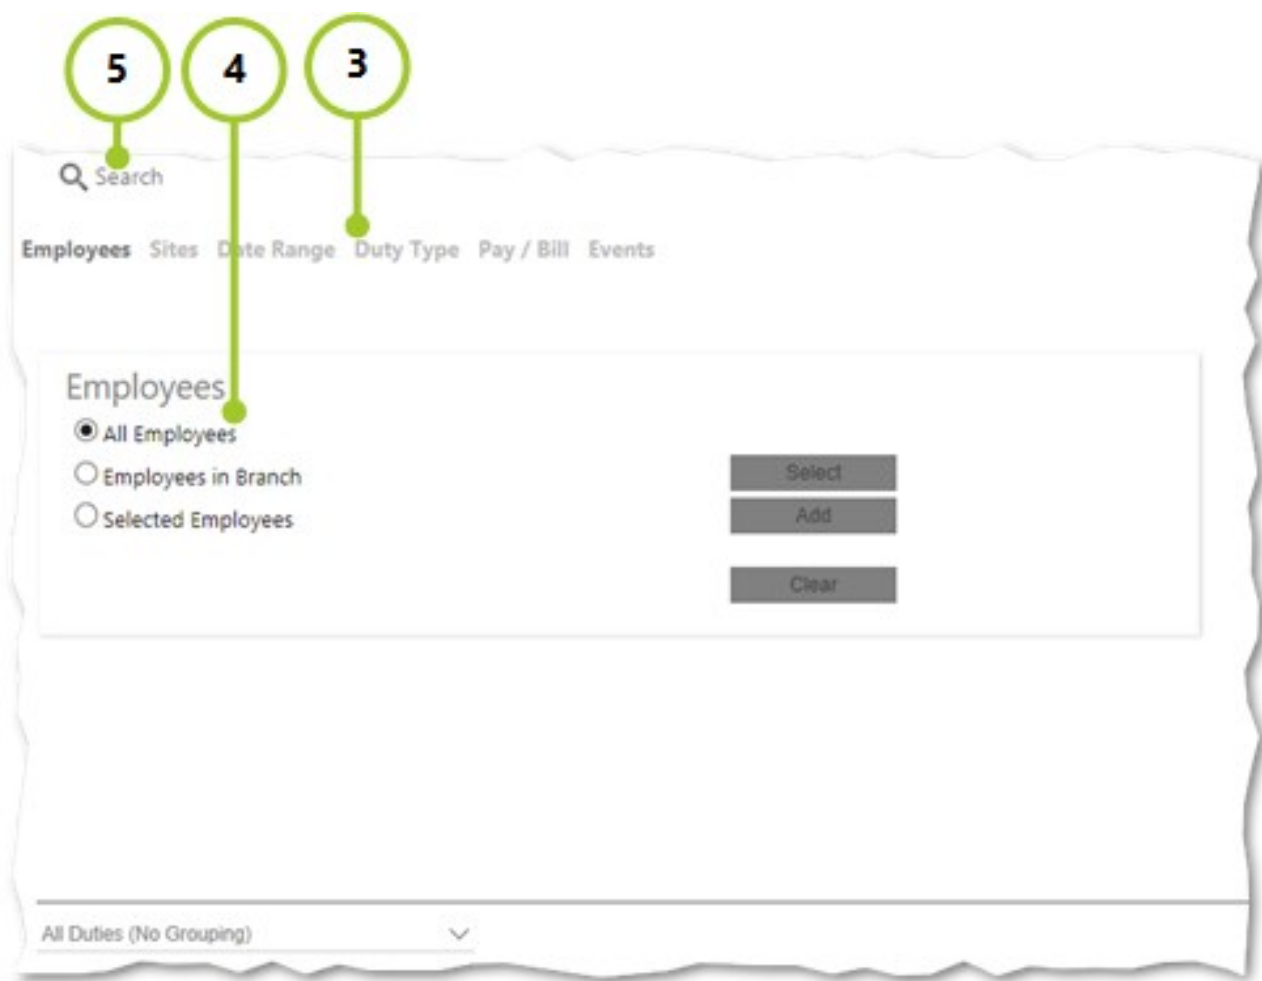 5 4 3
Search
Employees Sites Date Range Duty Type Pay / Bill Events
Employees
All Employees
Employees in Branch
Selected Employees
Select
Add
Clear
All Duties (No Grouping)